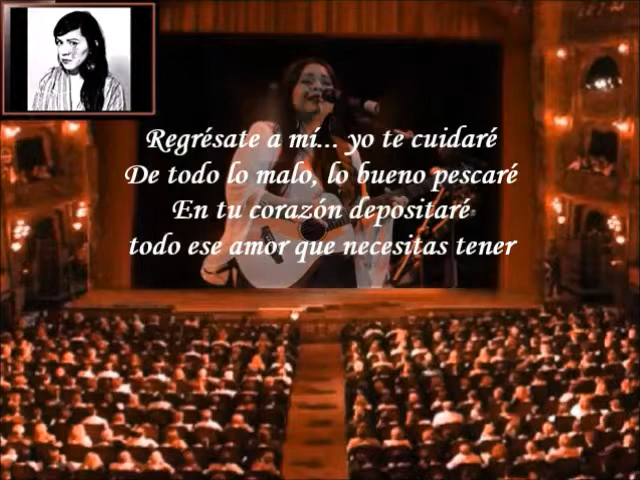 Regrésate a mí... yo te cuidaré
De todo lo malo, lo bueno pescaré
En tu corazón depositaré
todo ese amor que necesitas tener